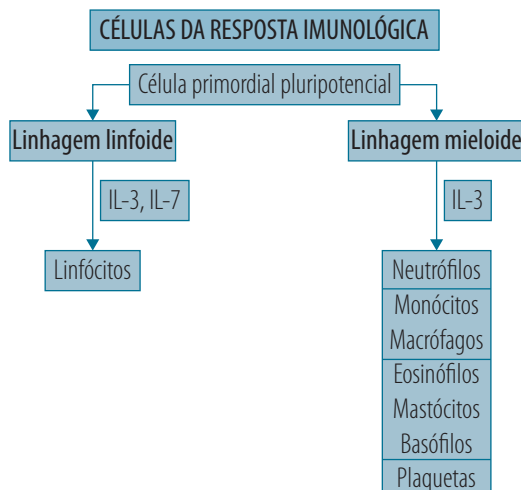 CÉLULAS DA RESPOSTA IMUNOLÓGICA
Célula primordial pluripotencial
Linhagem linfoide
Linhagem mieloide
IL-3, IL-7
IL-3
Linfócitos
Neutrófilos
Monócitos
Macrófagos
Eosinófilos
Mastócitos
Basófilos
Plaquetas